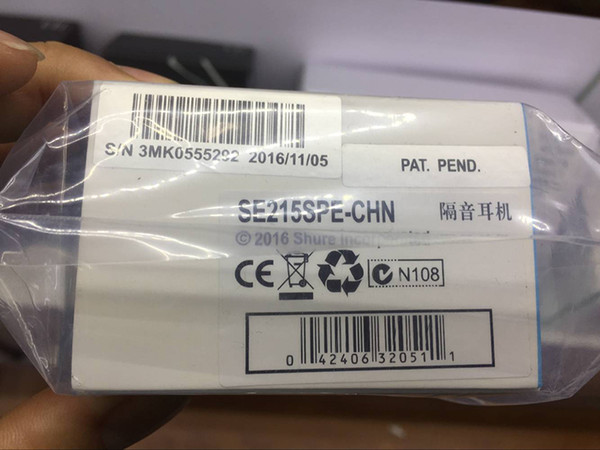 S/N 3MK0555292 2016/11/05
PAT. PEND.
SE215SPE-CHN 隔音耳机
© 2016 Shure
CE N108
0 42406 32051 1